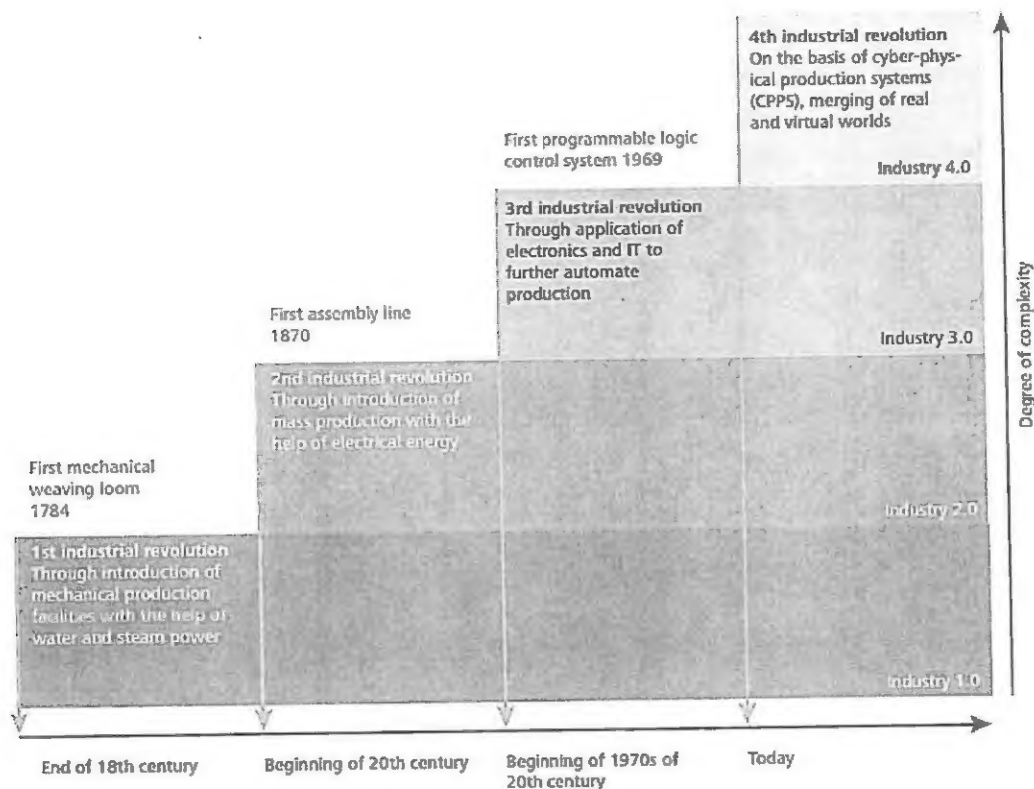 4th industrial revolution
On the basis of cyber-phys-
ical production systems
(CPPS), merging of real
and virtual worlds
Industry 4.0
First programmable logic
control system 1969
3rd industrial revolution
Through application of
electronics and IT to
further automate
production
Industry 3.0
First assembly line
1870
2nd industrial revolution
Through introduction of
mass production with the
help of electrical energy
Industry 2.0
First mechanical
weaving loom
1784
1st industrial revolution
Through introduction of
mechanical production
facilities with the help of
water and steam power
Industry 1.0
Degree of complexity
End of 18th century
Beginning of 20th century
Beginning of 1970s of
20th century
Today